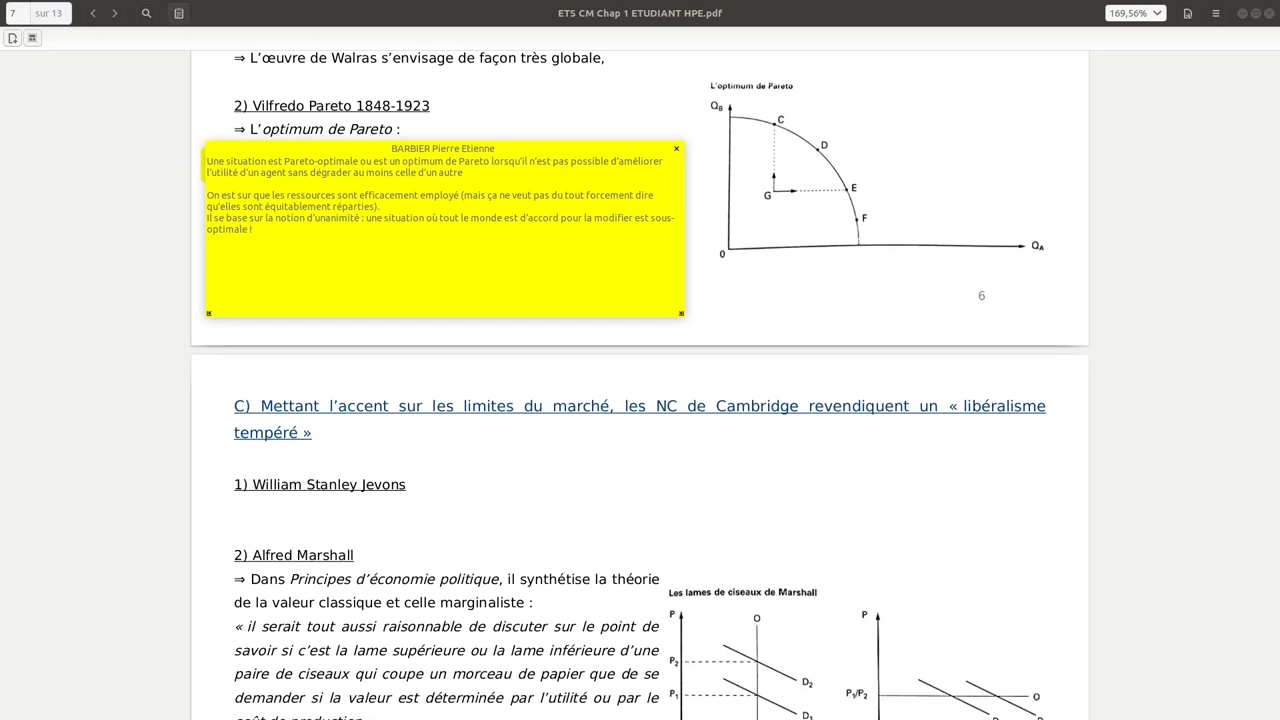 7 sur 13
ETS CM Chap 1 ETUDIANT HPE.pdf
169,56%
⇒ L’œuvre de Walras s’envisage de façon très globale,
2) Vilfredo Pareto 1848-1923
⇒ L’optimum de Pareto :
BARBIER Pierre Etienne
Une situation est Pareto-optimale ou est un optimum de Pareto lorsqu’il n’est pas possible d’améliorer
l’utilité d’un agent sans dégrader au moins celle d’un autre
On est sur que les ressources sont efficacement employé (mais ça ne veut pas du tout forcement dire
qu’elles sont équitablement réparties).
Il se base sur la notion d’unanimité : une situation où tout le monde est d’accord pour la modifier est sous-
optimale !
L’optimum de Pareto
QB
C
D
E
G
F
0
QA
6
C) Mettant l’accent sur les limites du marché, les NC de Cambridge revendiquent un « libéralisme
tempéré »
1) William Stanley Jevons
2) Alfred Marshall
⇒ Dans Principes d’économie politique, il synthétise la théorie
de la valeur classique et celle marginaliste :
« il serait tout aussi raisonnable de discuter sur le point de
savoir si c’est la lame supérieure ou la lame inférieure d’une
paire de ciseaux qui coupe un morceau de papier que de se
demander si la valeur est déterminée par l’utilité ou par le
coût de production
Les lames de ciseaux de Marshall
P
O
P2
D2
P1
D1
P
P1/P2
O